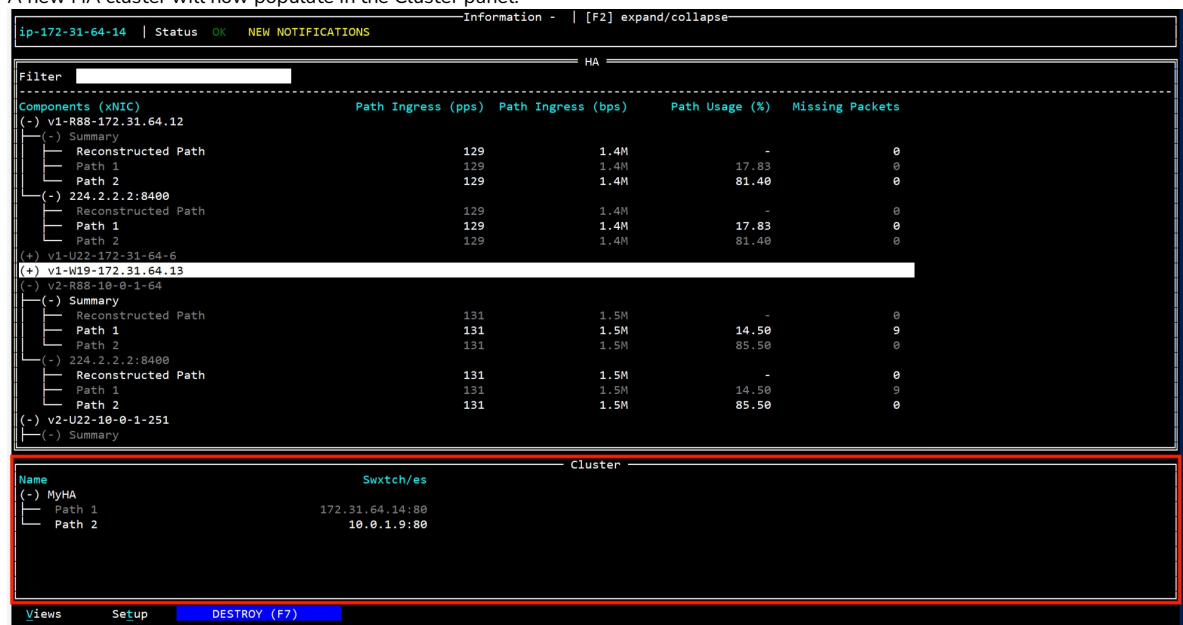 A new HA cluster will now populate in the Cluster panel.
Information - | [F2] expand/collapse
ip-172-31-64-14 | Status OK NEW NOTIFICATIONS
HA
Filter
Components (xNIC) Path Ingress (pps) Path Ingress (bps) Path Usage (%) Missing Packets
(-) v1-R88-172.31.64.12
(-) Summary
Reconstructed Path 129 1.4M - 0
Path 1 129 1.4M 17.83 0
Path 2 129 1.4M 81.40 0
(-) 224.2.2.2:8400
Reconstructed Path 129 1.4M - 0
Path 1 129 1.4M 17.83 0
Path 2 129 1.4M 81.40 0
(+) v1-U22-172-31-64-6
(+) v1-W19-172.31.64.13
(-) v2-R88-10-0-1-64
(-) Summary
Reconstructed Path 131 1.5M - 0
Path 1 131 1.5M 14.50 9
Path 2 131 1.5M 85.50 0
(-) 224.2.2.2:8400
Reconstructed Path 131 1.5M - 0
Path 1 131 1.5M 14.50 9
Path 2 131 1.5M 85.50 0
(-) v2-U22-10-0-1-251
(-) Summary
Cluster
Name Swxtch/es
(-) MyHA
Path 1 172.31.64.14:80
Path 2 10.0.1.9:80
Views Setup DESTROY (F7)